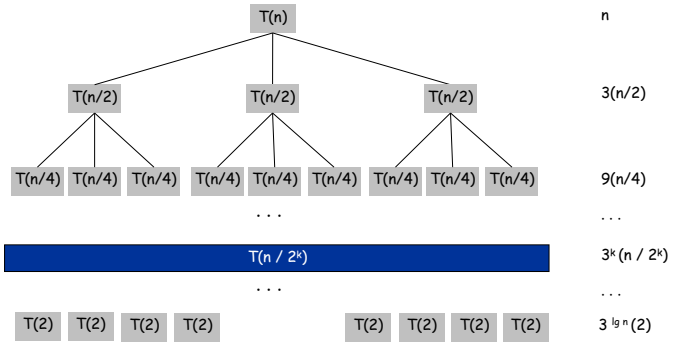 T(n) n
T(n/2) T(n/2) T(n/2) 3(n/2)
T(n/4) T(n/4) T(n/4) T(n/4) T(n/4) T(n/4) T(n/4) T(n/4) T(n/4) 9(n/4)
. . . . . .
T(n / 2ᵏ) 3ᵏ (n / 2ᵏ)
. . . . . .
T(2) T(2) T(2) T(2) T(2) T(2) T(2) T(2) 3 ˡᵍ ⁿ (2)